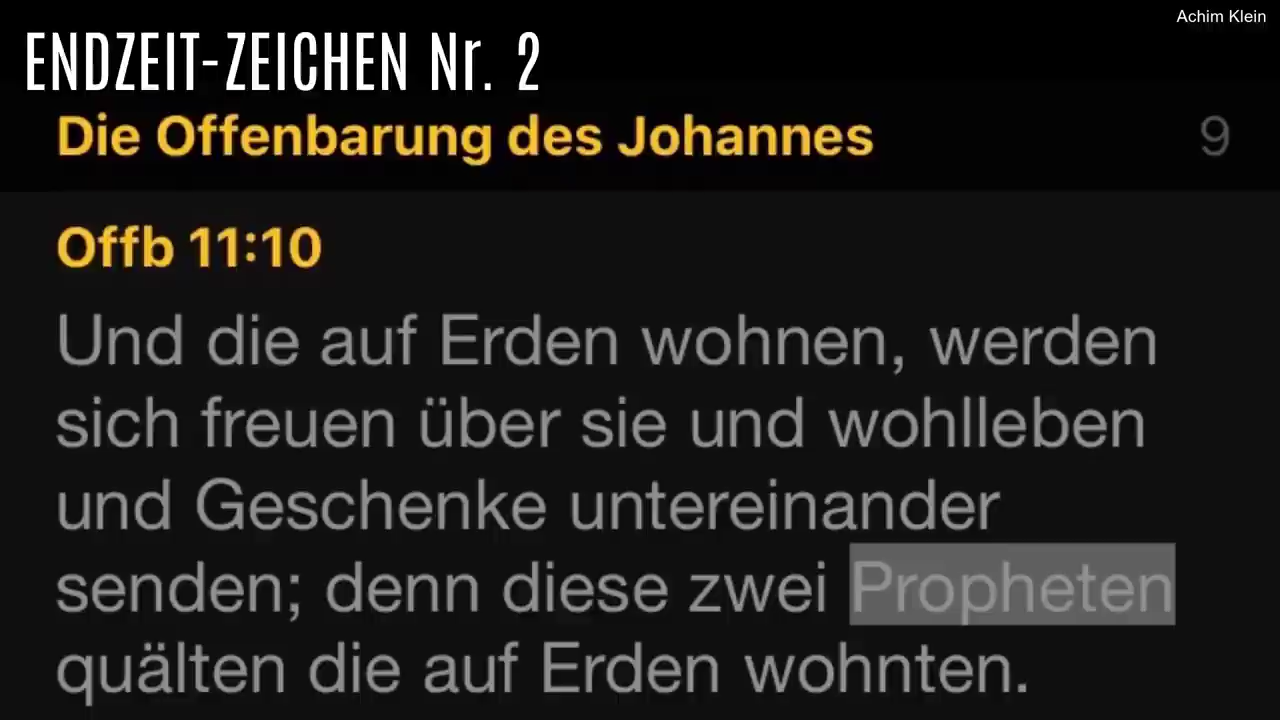 Achim Klein
ENDZEIT-ZEICHEN Nr. 2
Die Offenbarung des Johannes 9
Offb 11:10
Und die auf Erden wohnen, werden
sich freuen über sie und wohlleben
und Geschenke untereinander
senden; denn diese zwei Propheten
quälten die auf Erden wohnten.